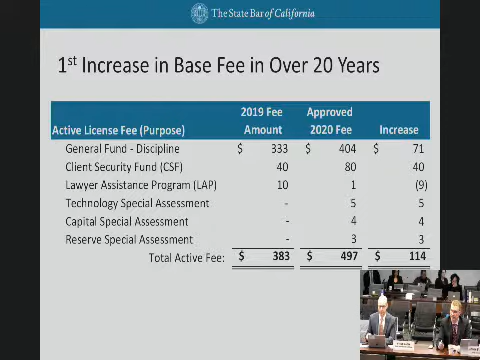 The State Bar of California
1st Increase in Base Fee in Over 20 Years
2019 Fee Approved
Active License Fee (Purpose) Amount 2020 Fee Increase
General Fund - Discipline $ 333 $ 404 $ 71
Client Security Fund (CSF) 40 80 40
Lawyer Assistance Program (LAP) 10 1 (9)
Technology Special Assessment - 5 5
Capital Special Assessment - 4 4
Reserve Special Assessment - 3 3
Total Active Fee: $ 383 $ 497 $ 114